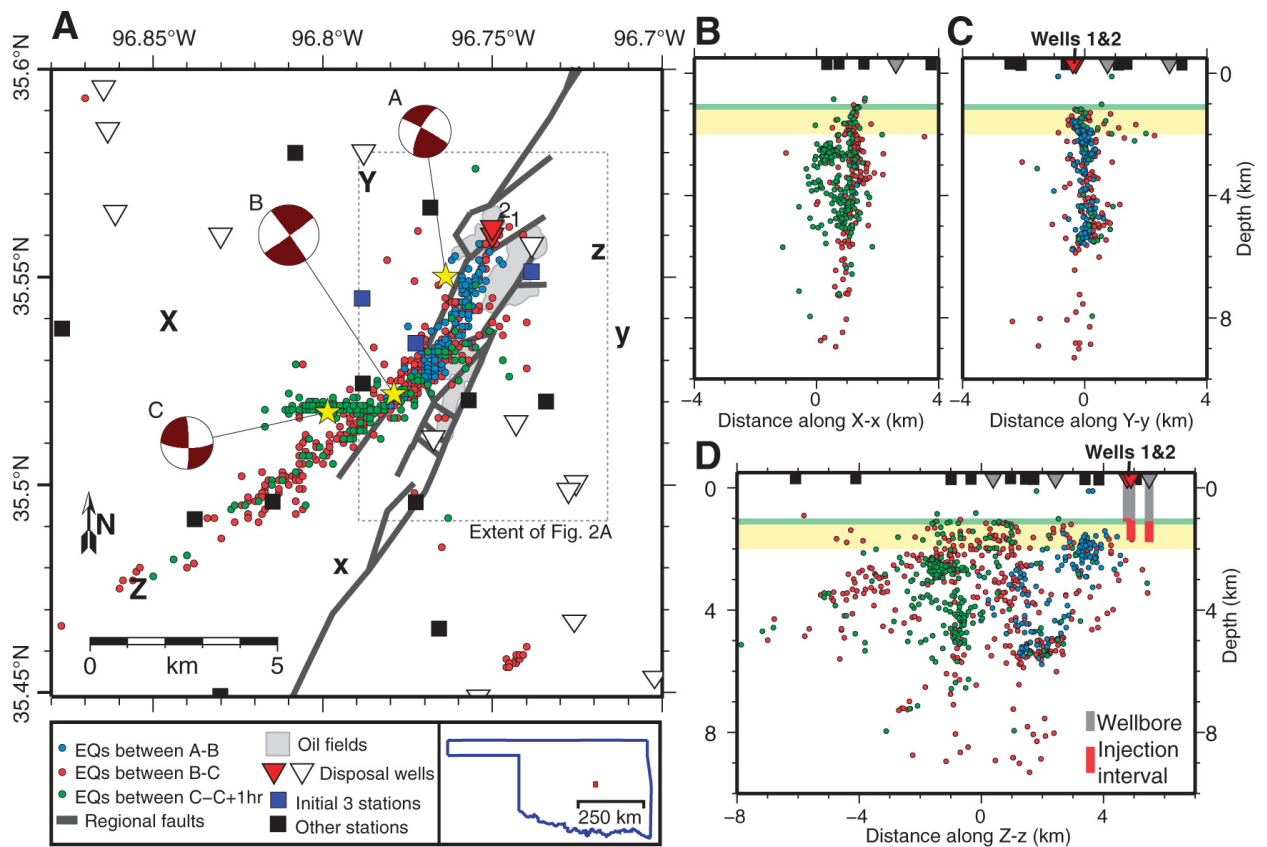 A
96.85°W 96.8°W 96.75°W 96.7°W
35.6°N
35.55°N
35.5°N
35.45°N
A
B
C
Y
2
1
z
X
y
Z
x
N
Extent of Fig. 2A
0 km 5
EQs between A-B
EQs between B-C
EQs between C–C+1hr
Regional faults
Oil fields
Disposal wells
Initial 3 stations
Other stations
250 km
B
−4 0 4
Distance along X-x (km)
C
Wells 1&2
0
4
8
Depth (km)
−4 0 4
Distance along Y-y (km)
D
Wells 1&2
0
4
8
0
4
8
Depth (km)
Wellbore
Injection
interval
−8 −4 0 4
Distance along Z-z (km)